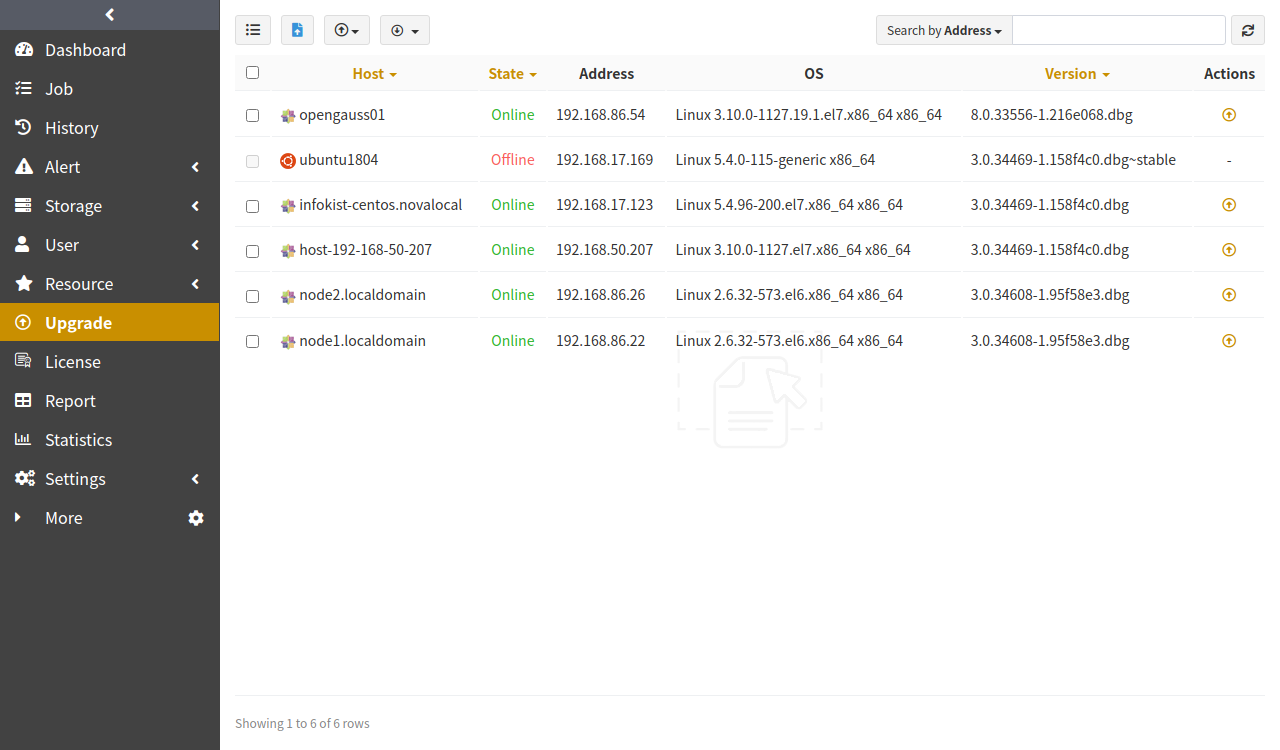 Dashboard
Job
History
Alert
Storage
User
Resource
Upgrade
License
Report
Statistics
Settings
More
Search by Address
Host State Address OS Version Actions
opengauss01 Online 192.168.86.54 Linux 3.10.0-1127.19.1.el7.x86_64 x86_64 8.0.33556-1.216e068.dbg
ubuntu1804 Offline 192.168.17.169 Linux 5.4.0-115-generic x86_64 3.0.34469-1.158f4c0.dbg~stable -
infokist-centos.novalocal Online 192.168.17.123 Linux 5.4.96-200.el7.x86_64 x86_64 3.0.34469-1.158f4c0.dbg
host-192-168-50-207 Online 192.168.50.207 Linux 3.10.0-1127.el7.x86_64 x86_64 3.0.34469-1.158f4c0.dbg
node2.localdomain Online 192.168.86.26 Linux 2.6.32-573.el6.x86_64 x86_64 3.0.34608-1.95f58e3.dbg
node1.localdomain Online 192.168.86.22 Linux 2.6.32-573.el6.x86_64 x86_64 3.0.34608-1.95f58e3.dbg
Showing 1 to 6 of 6 rows